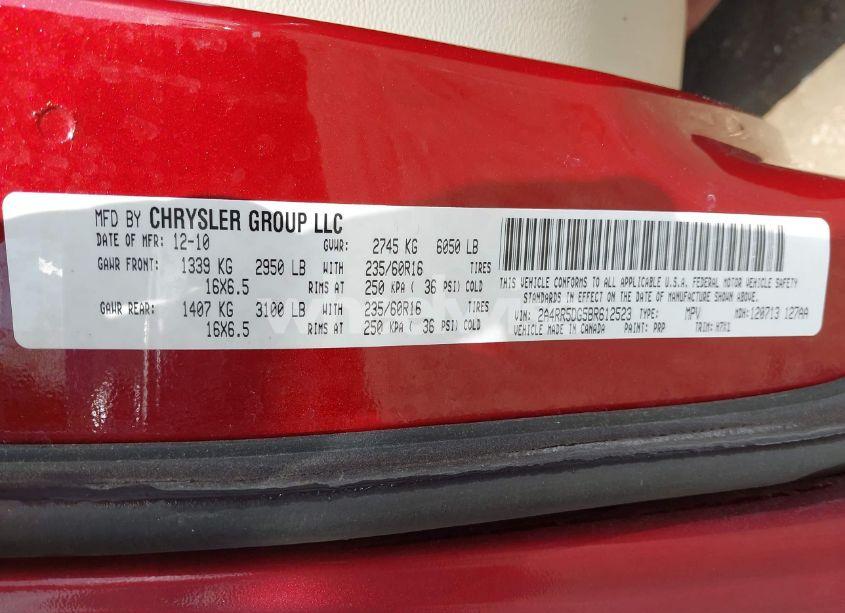 MFD BY CHRYSLER GROUP LLC
DATE OF MFR: 12-10 GVWR: 2745 KG 6050 LB
GAWR FRONT: 1339 KG 2950 LB WITH 235/60R16 TIRES
16X6.5 RIMS AT 250 KPA ( 36 PSI) COLD
GAWR REAR: 1407 KG 3100 LB WITH 235/60R16 TIRES
16X6.5 RIMS AT 250 KPA ( 36 PSI) COLD
THIS VEHICLE CONFORMS TO ALL APPLICABLE U.S.A. FEDERAL MOTOR VEHICLE SAFETY
STANDARDS IN EFFECT ON THE DATE OF MANUFACTURE SHOWN ABOVE.
VIN: 2A4RR5DG5BR612523 TYPE: MPV MDH: 120713 127AA
VEHICLE MADE IN CANADA PAINT: PRP TRIM: H7X1